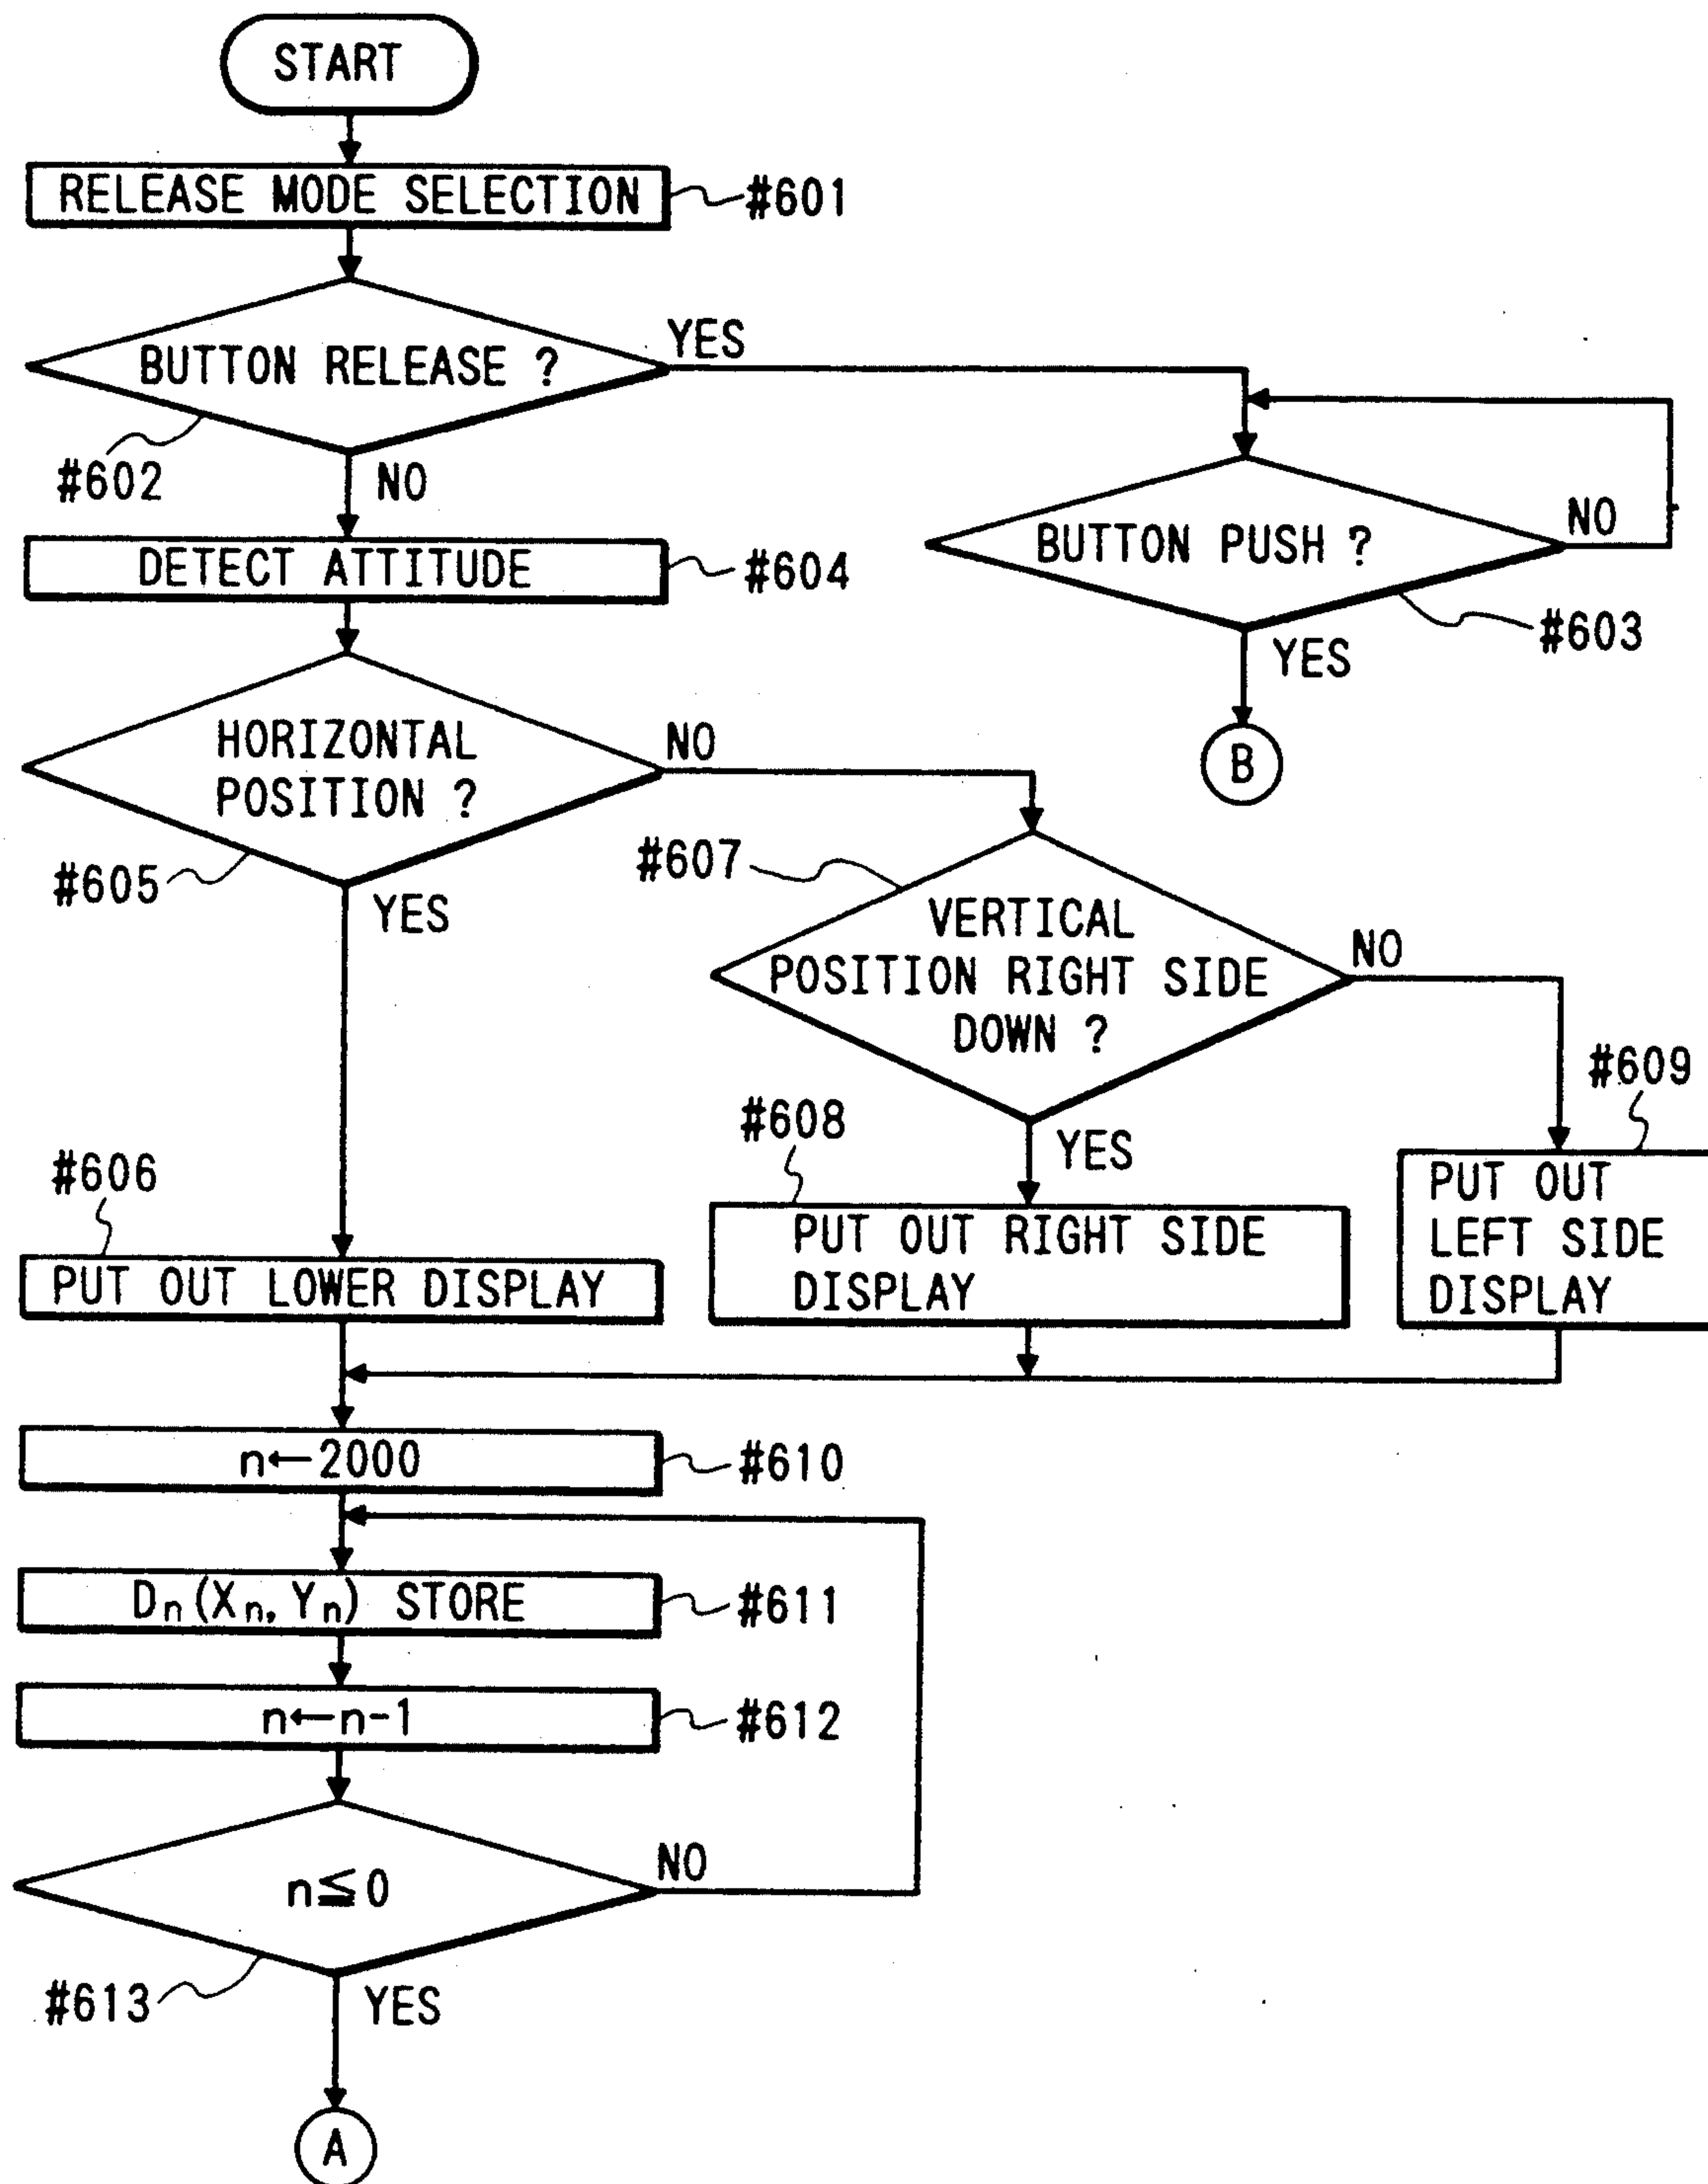 START
RELEASE MODE SELECTION
#601
BUTTON RELEASE ?
YES
#602
NO
BUTTON PUSH ?
NO
#603
YES
B
DETECT ATTITUDE
#604
HORIZONTAL
POSITION ?
NO
#605
YES
#607
VERTICAL
POSITION RIGHT SIDE
DOWN ?
NO
YES
#606
PUT OUT LOWER DISPLAY
#608
PUT OUT RIGHT SIDE
DISPLAY
#609
PUT OUT
LEFT SIDE
DISPLAY
n←2000
#610
Dn(Xn, Yn) STORE
#611
n←n-1
#612
n≦0
NO
#613
YES
A